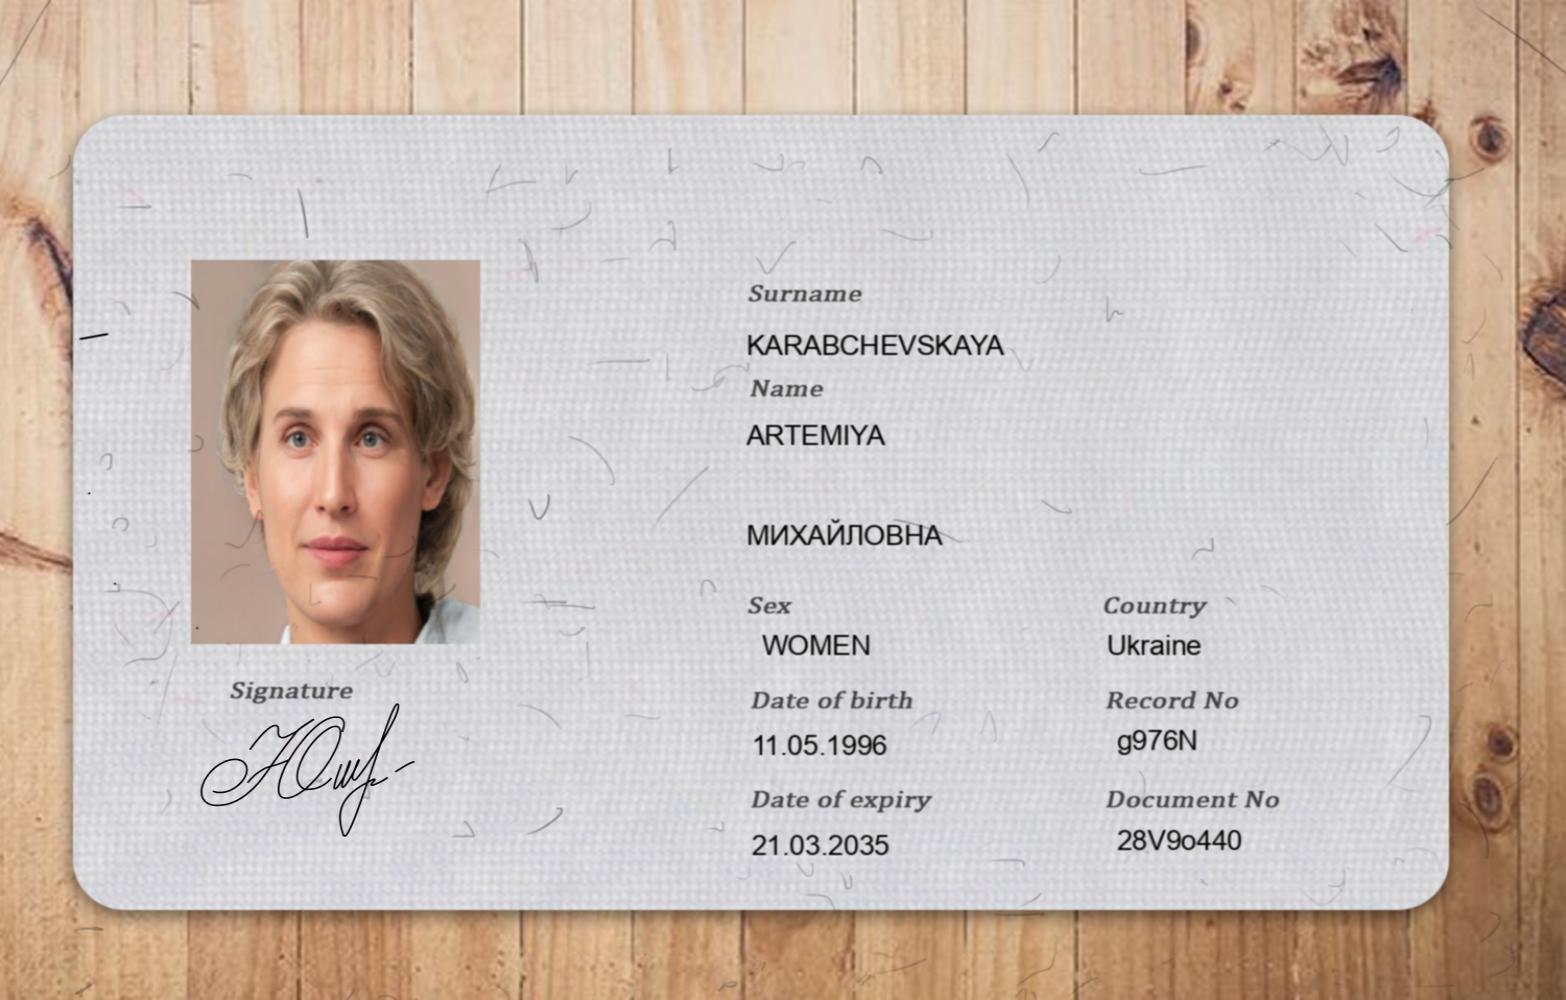 Surname
KARABCHEVSKAYA
Name
ARTEMIYA
МИХАЙЛОВНА
Sex
Country
WOMEN
Ukraine
Date of birth
Record No
11.05.1996
g976N
Date of expiry
Document No
21.03.2035
28V9o440
Signature